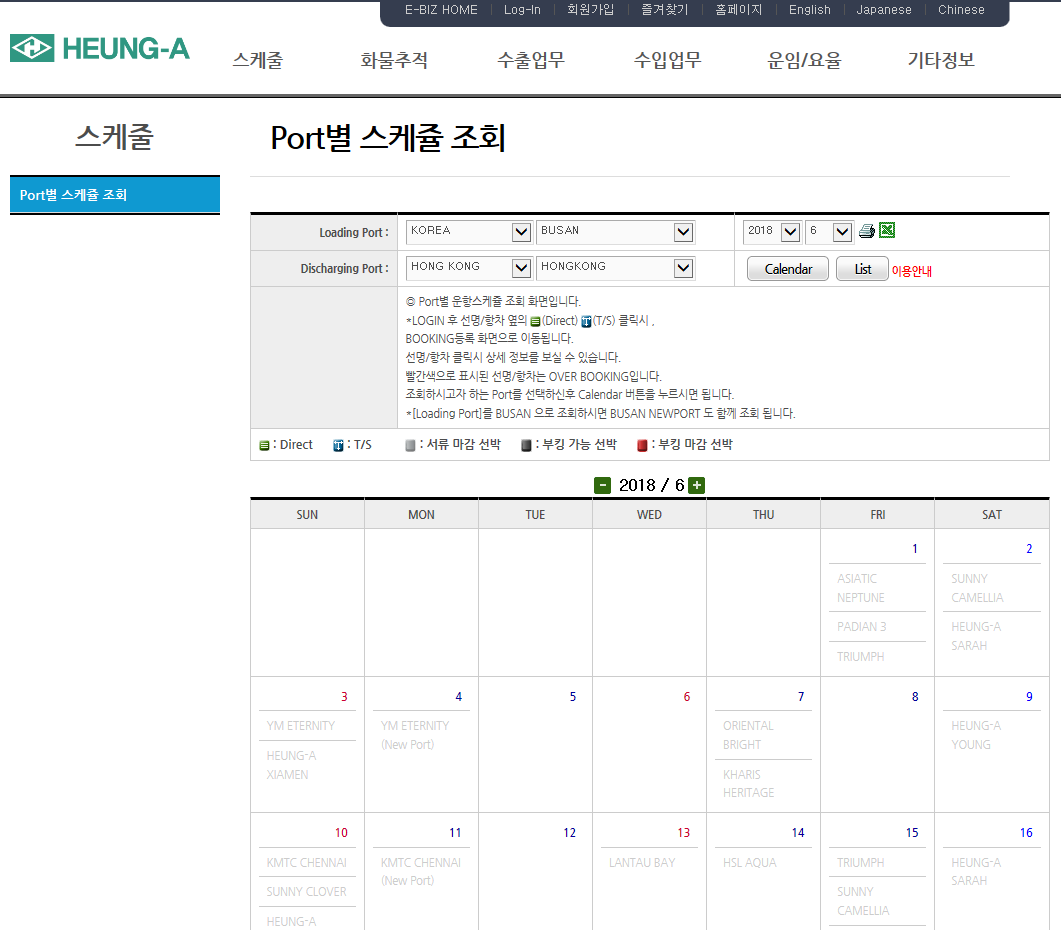 E-BIZ HOME Log-In 회원가입 즐겨찾기 홈페이지 English Japanese Chinese
HEUNG-A
스케줄 화물추적 수출업무 수입업무 운임/요율 기타정보
스케줄
Port별 스케쥴 조회
Port별 스케쥴 조회
Loading Port : KOREA BUSAN 2018 6
Discharging Port : HONG KONG HONGKONG Calendar List 이용안내
◎ Port별 운항스케쥴 조회 화면입니다.
*LOGIN 후 선명/항차 옆의 (Direct) (T/S) 클릭시 ,
BOOKING등록 화면으로 이동됩니다.
선명/항차 클릭시 상세 정보를 보실 수 있습니다.
빨간색으로 표시된 선명/항차는 OVER BOOKING입니다.
조회하시고자 하는 Port를 선택하신후 Calendar 버튼을 누르시면 됩니다.
*[Loading Port]를 BUSAN 으로 조회하시면 BUSAN NEWPORT 도 함께 조회 됩니다.
: Direct : T/S : 서류 마감 선박 : 부킹 가능 선박 : 부킹 마감 선박
- 2018 / 6 +
SUN MON TUE WED THU FRI SAT
1
ASIATIC
NEPTUNE
PADIAN 3
TRIUMPH
2
SUNNY
CAMELLIA
HEUNG-A
SARAH
3
YM ETERNITY
HEUNG-A
XIAMEN
4
YM ETERNITY
(New Port)
5
6
7
ORIENTAL
BRIGHT
KHARIS
HERITAGE
8
9
HEUNG-A
YOUNG
10
KMTC CHENNAI
SUNNY CLOVER
HEUNG-A
11
KMTC CHENNAI
(New Port)
12
13
LANTAU BAY
14
HSL AQUA
15
TRIUMPH
SUNNY
CAMELLIA
16
HEUNG-A
SARAH